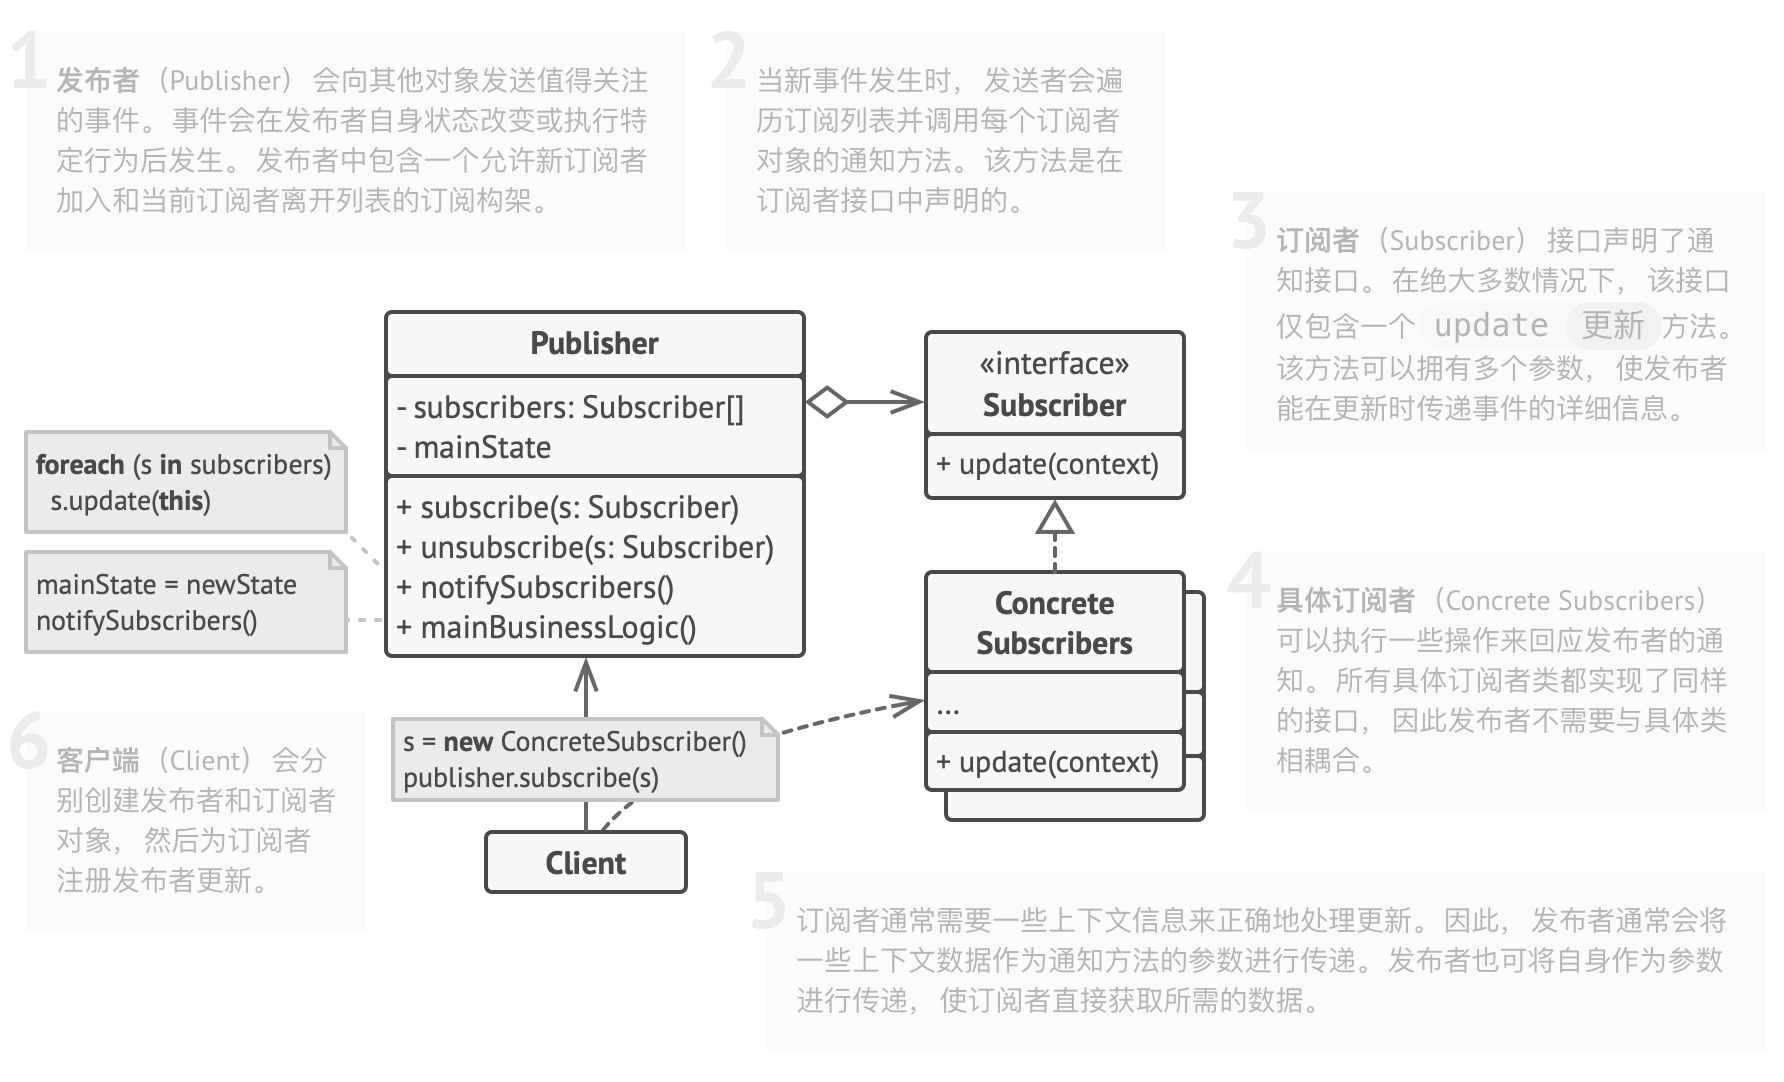 1
发布者 （Publisher） 会向其他对象发送值得关注
的事件。 事件会在发布者自身状态改变或执行特
定行为后发生。 发布者中包含一个允许新订阅者
加入和当前订阅者离开列表的订阅构架。
2
当新事件发生时， 发送者会遍
历订阅列表并调用每个订阅者
对象的通知方法。 该方法是在
订阅者接口中声明的。
3
订阅者 （Subscriber） 接口声明了通
知接口。 在绝大多数情况下， 该接口
仅包含一个 update 更新 方法。
该方法可以拥有多个参数， 使发布者
能在更新时传递事件的详细信息。
Publisher
- subscribers: Subscriber[]
- mainState
+ subscribe(s: Subscriber)
+ unsubscribe(s: Subscriber)
+ notifySubscribers()
+ mainBusinessLogic()
«interface»
Subscriber
+ update(context)
foreach (s in subscribers)
s.update(this)
mainState = newState
notifySubscribers()
Concrete
Subscribers
...
+ update(context)
4
具体订阅者 （Concrete Subscribers）
可以执行一些操作来回应发布者的通
知。 所有具体订阅者类都实现了同样
的接口， 因此发布者不需要与具体类
相耦合。
s = new ConcreteSubscriber()
publisher.subscribe(s)
Client
6
客户端 （Client） 会分
别创建发布者和订阅者
对象， 然后为订阅者
注册发布者更新。
5
订阅者通常需要一些上下文信息来正确地处理更新。 因此， 发布者通常会将
一些上下文数据作为通知方法的参数进行传递。 发布者也可将自身作为参数
进行传递， 使订阅者直接获取所需的数据。